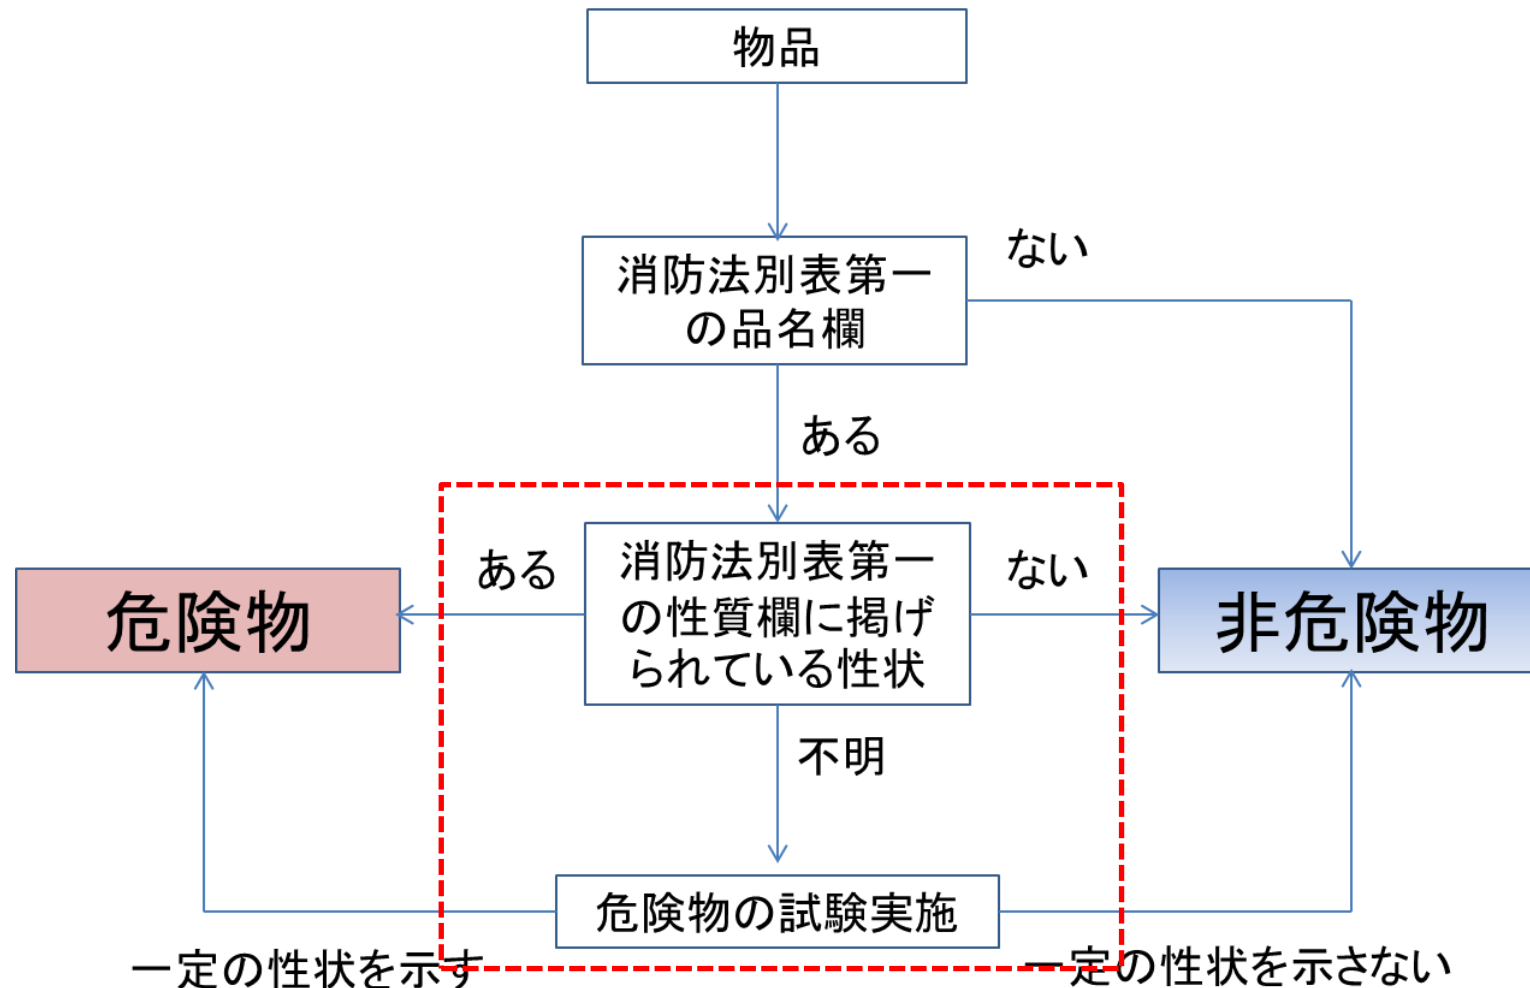 物品
消防法別表第一
の品名欄
ない
ある
ある
消防法別表第一
の性質欄に掲げ
られている性状
ない
危険物
非危険物
不明
危険物の試験実施
一定の性状を示す
一定の性状を示さない